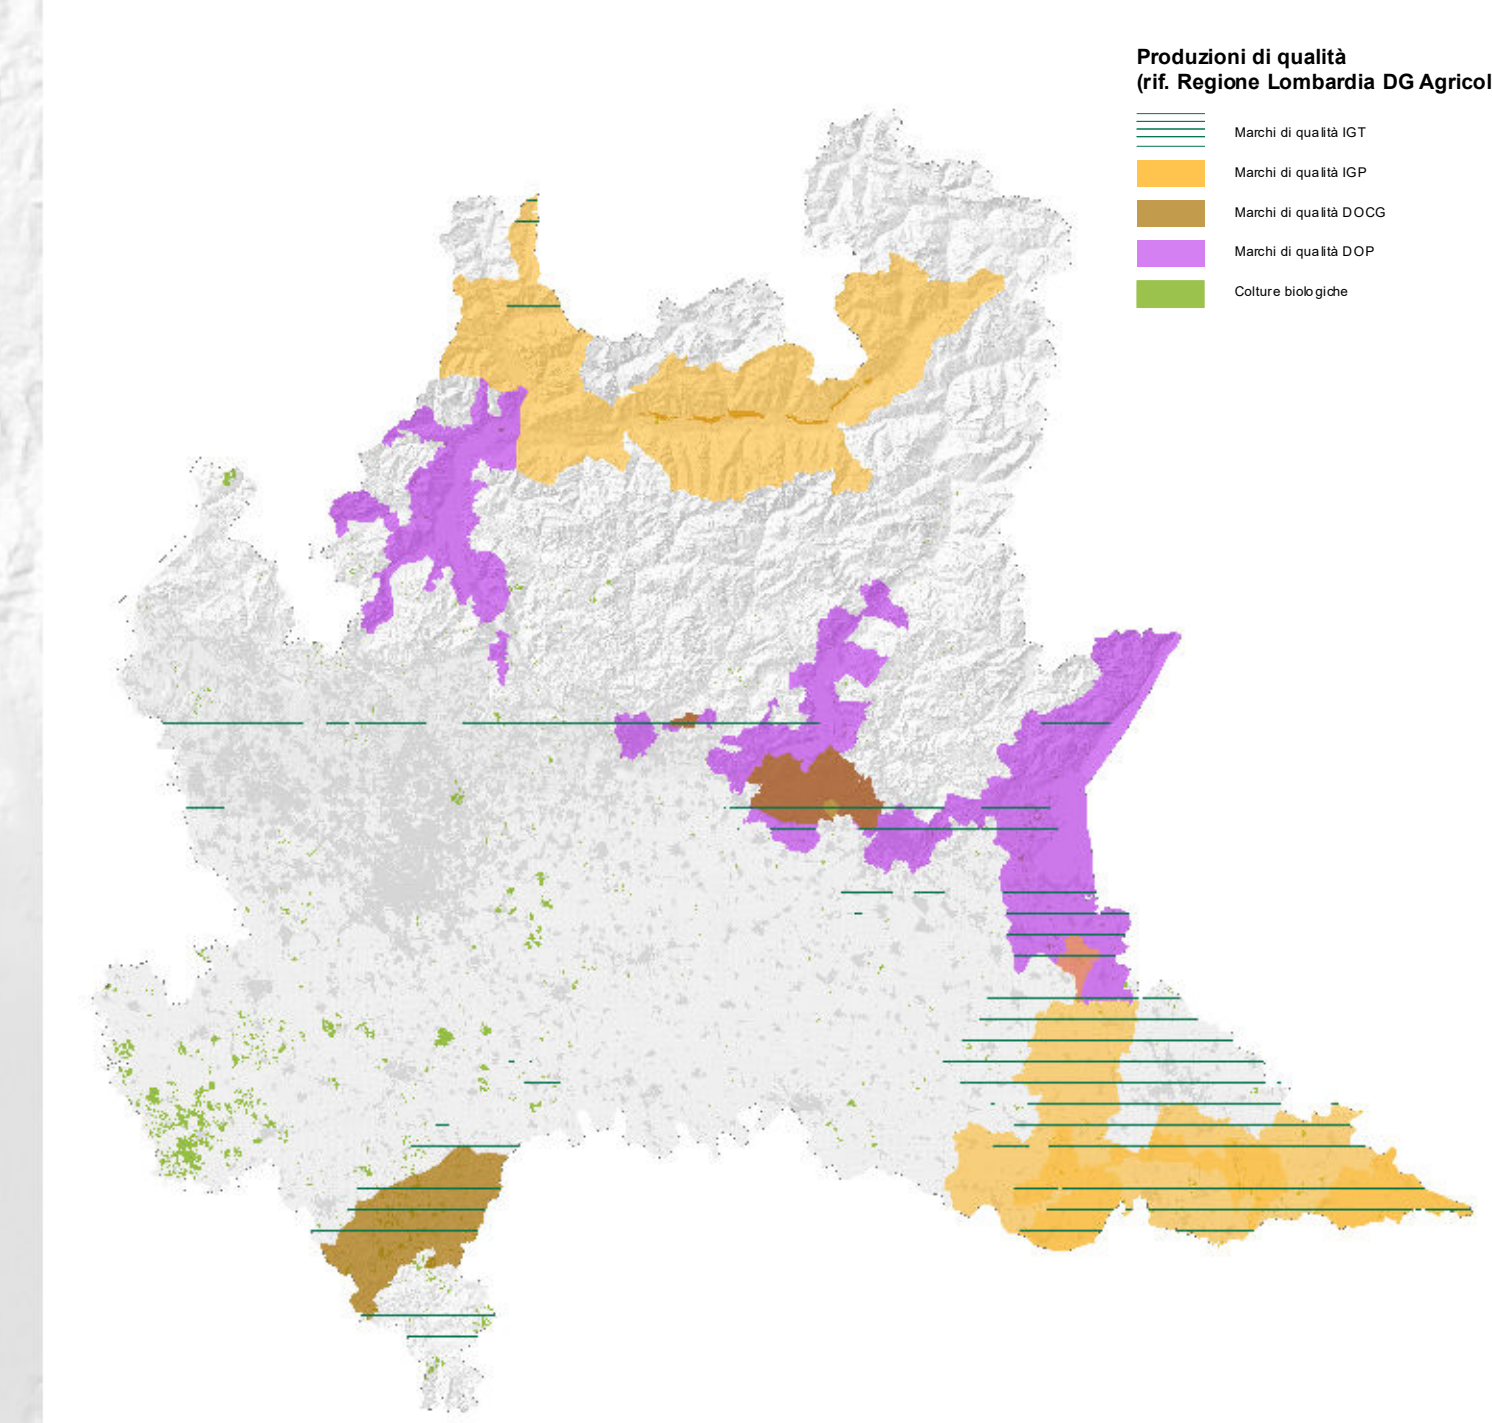 Produzioni di qualità
(rif. Regione Lombardia DG Agricol
Marchi di qualità IGT
Marchi di qualità IGP
Marchi di qualità DOCG
Marchi di qualità DOP
Colture biologiche